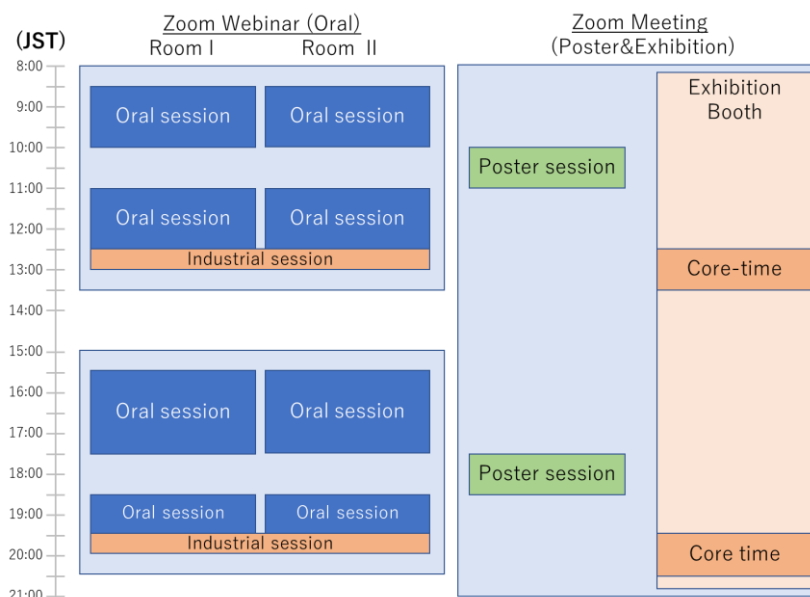 (JST)
Zoom Webinar (Oral)
Room I
Room II
Zoom Meeting
(Poster&Exhibition)
8:00
9:00
10:00
11:00
12:00
13:00
14:00
15:00
16:00
17:00
18:00
19:00
20:00
21:00
Oral session
Oral session
Oral session
Oral session
Industrial session
Oral session
Oral session
Oral session
Oral session
Industrial session
Poster session
Poster session
Exhibition
Booth
Core-time
Core time